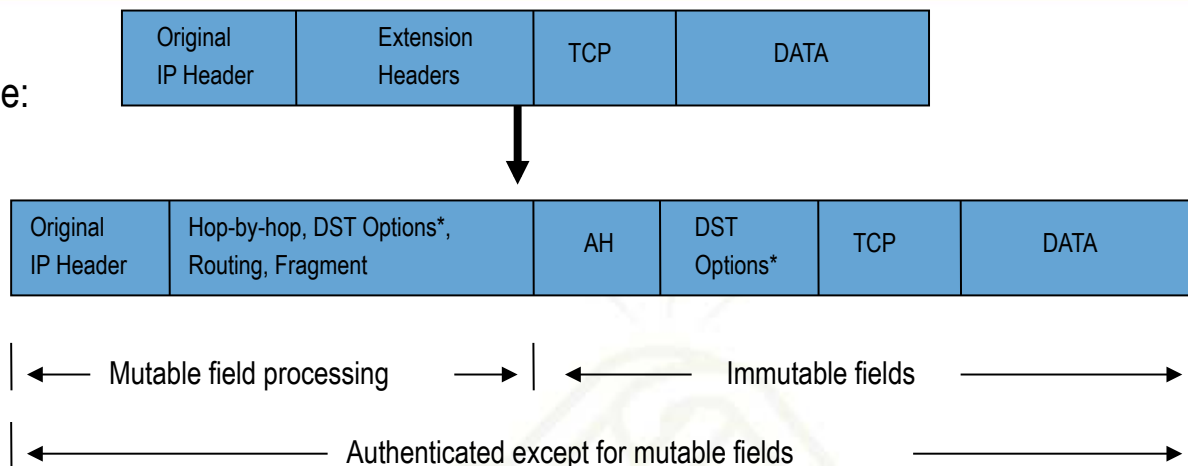 Original
IP Header
Extension
Headers
TCP
DATA
e:
Original
IP Header
Hop-by-hop, DST Options*,
Routing, Fragment
AH
DST
Options*
TCP
DATA
Mutable field processing
Immutable fields
Authenticated except for mutable fields